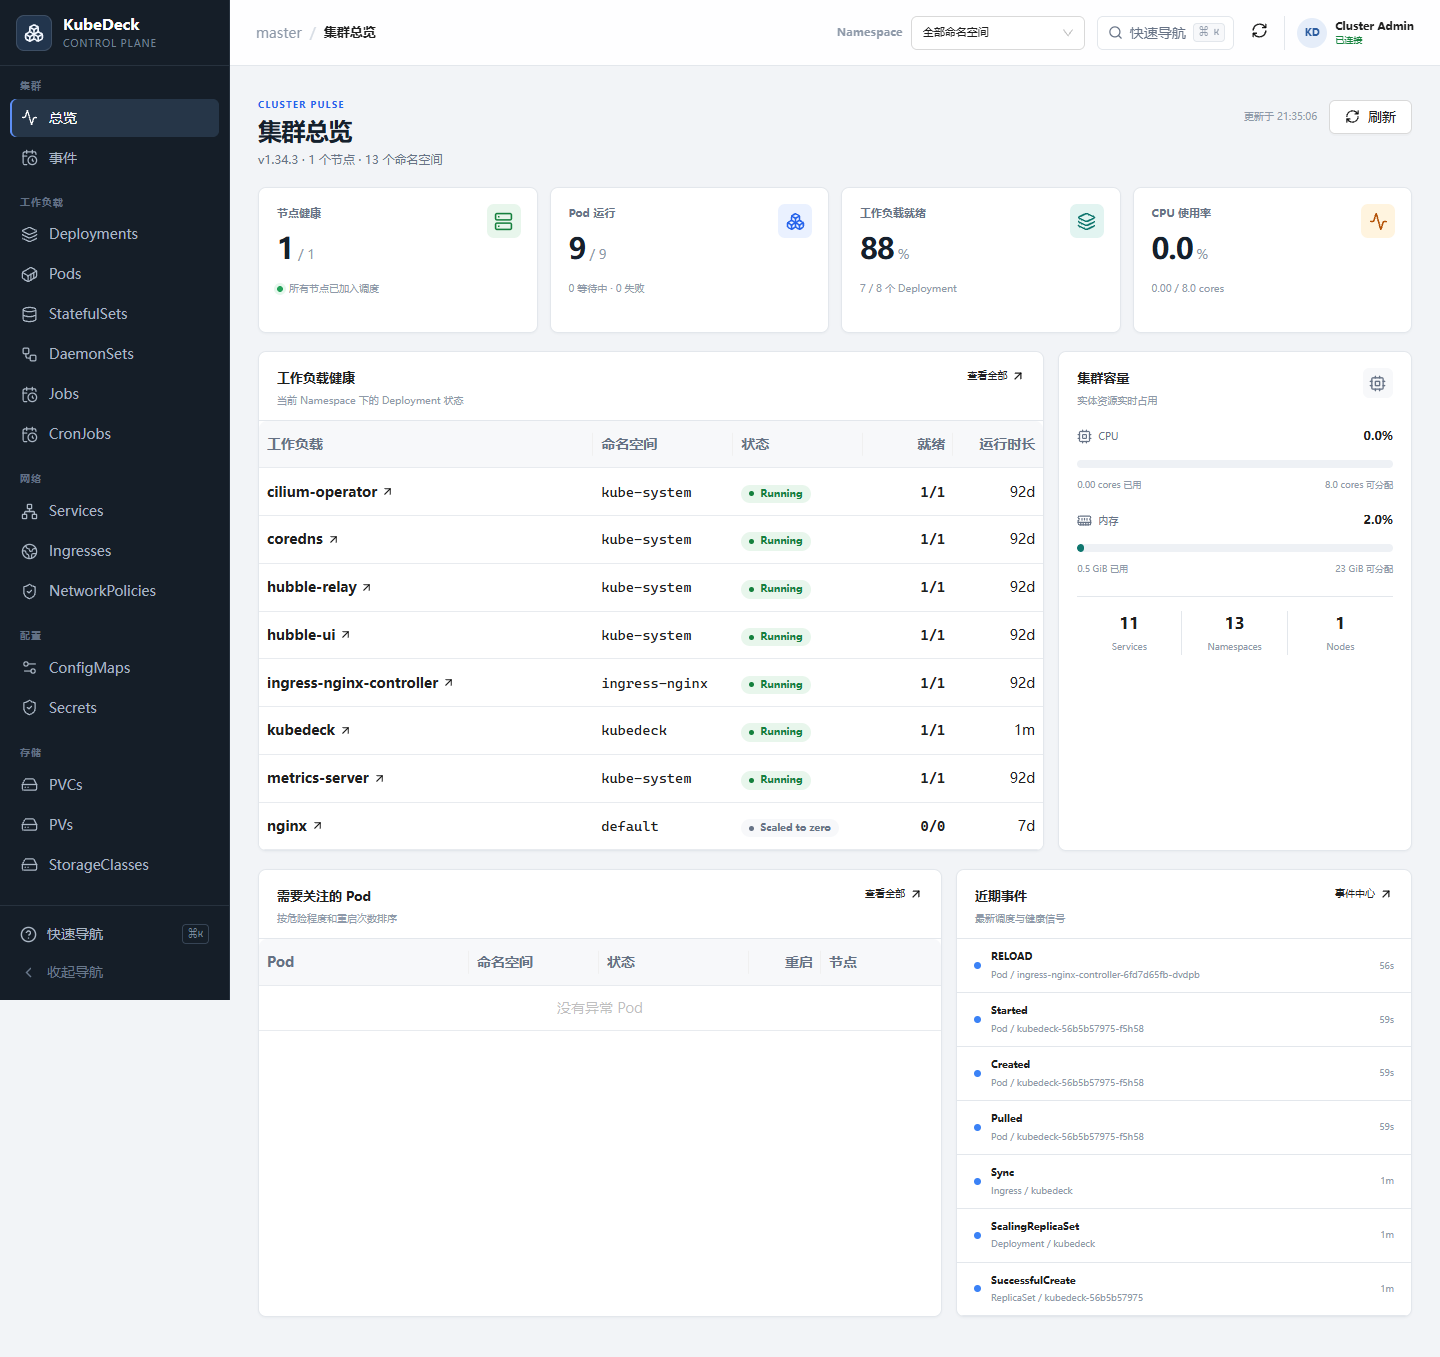 KubeDeck
CONTROL PLANE
集群
总览
事件
工作负载
Deployments
Pods
StatefulSets
DaemonSets
Jobs
CronJobs
网络
Services
Ingresses
NetworkPolicies
配置
ConfigMaps
Secrets
存储
PVCs
PVs
StorageClasses
快速导航 ⌘K
收起导航
master / 集群总览
Namespace 全部命名空间
快速导航 ⌘ K
KD
Cluster Admin
已连接
CLUSTER PULSE
集群总览
v1.34.3 · 1 个节点 · 13 个命名空间
更新于 21:35:06
刷新
节点健康
1 / 1
所有节点已加入调度
Pod 运行
9 / 9
0 等待中 · 0 失败
工作负载就绪
88 %
7 / 8 个 Deployment
CPU 使用率
0.0 %
0.00 / 8.0 cores
工作负载健康
当前 Namespace 下的 Deployment 状态
查看全部
工作负载 命名空间 状态 就绪 运行时长
cilium-operator kube-system Running 1/1 92d
coredns kube-system Running 1/1 92d
hubble-relay kube-system Running 1/1 92d
hubble-ui kube-system Running 1/1 92d
ingress-nginx-controller ingress-nginx Running 1/1 92d
kubedeck kubedeck Running 1/1 1m
metrics-server kube-system Running 1/1 92d
nginx default Scaled to zero 0/0 7d
集群容量
实体资源实时占用
CPU 0.0%
0.00 cores 已用 8.0 cores 可分配
内存 2.0%
0.5 GiB 已用 23 GiB 可分配
11 13 1
Services Namespaces Nodes
需要关注的 Pod
按危险程度和重启次数排序
查看全部
Pod 命名空间 状态 重启 节点
没有异常 Pod
近期事件
最新调度与健康信号
事件中心
RELOAD
Pod / ingress-nginx-controller-6fd7d65fb-dvdpb 56s
Started
Pod / kubedeck-56b5b57975-f5h58 59s
Created
Pod / kubedeck-56b5b57975-f5h58 59s
Pulled
Pod / kubedeck-56b5b57975-f5h58 59s
Sync
Ingress / kubedeck 1m
ScalingReplicaSet
Deployment / kubedeck 1m
SuccessfulCreate
ReplicaSet / kubedeck-56b5b57975 1m